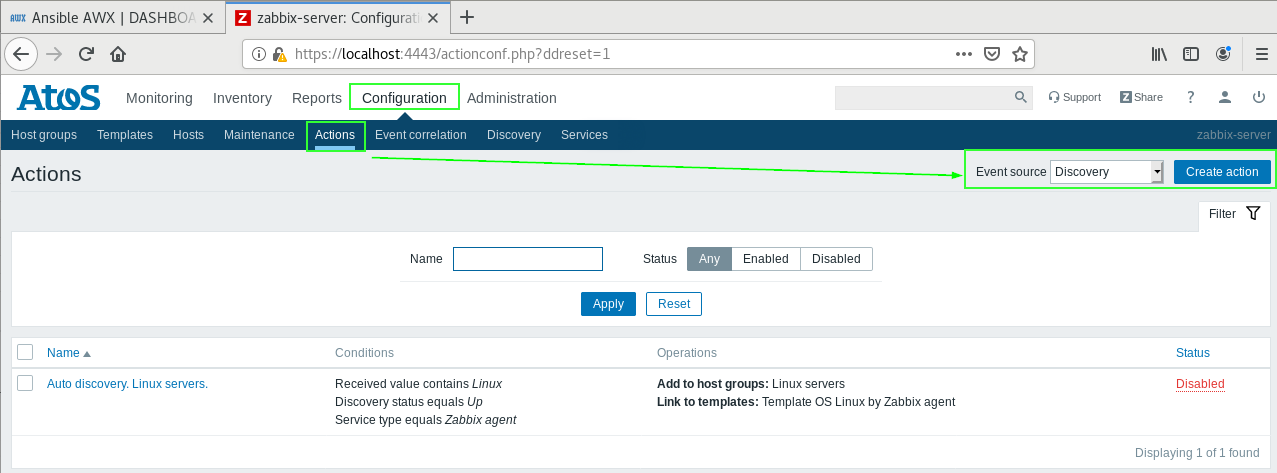 AWX Ansible AWX | DASHBOA
Z zabbix-server: Configurati
https://localhost:4443/actionconf.php?ddreset=1
Atos Monitoring Inventory Reports Configuration Administration Support Z Share ?
Host groups Templates Hosts Maintenance Actions Event correlation Discovery Services zabbix-server
Actions Event source Discovery Create action
Filter
Name Status Any Enabled Disabled
Apply Reset
Name Conditions Operations Status
Auto discovery. Linux servers. Received value contains Linux Add to host groups: Linux servers Disabled
Discovery status equals Up Link to templates: Template OS Linux by Zabbix agent
Service type equals Zabbix agent
Displaying 1 of 1 found